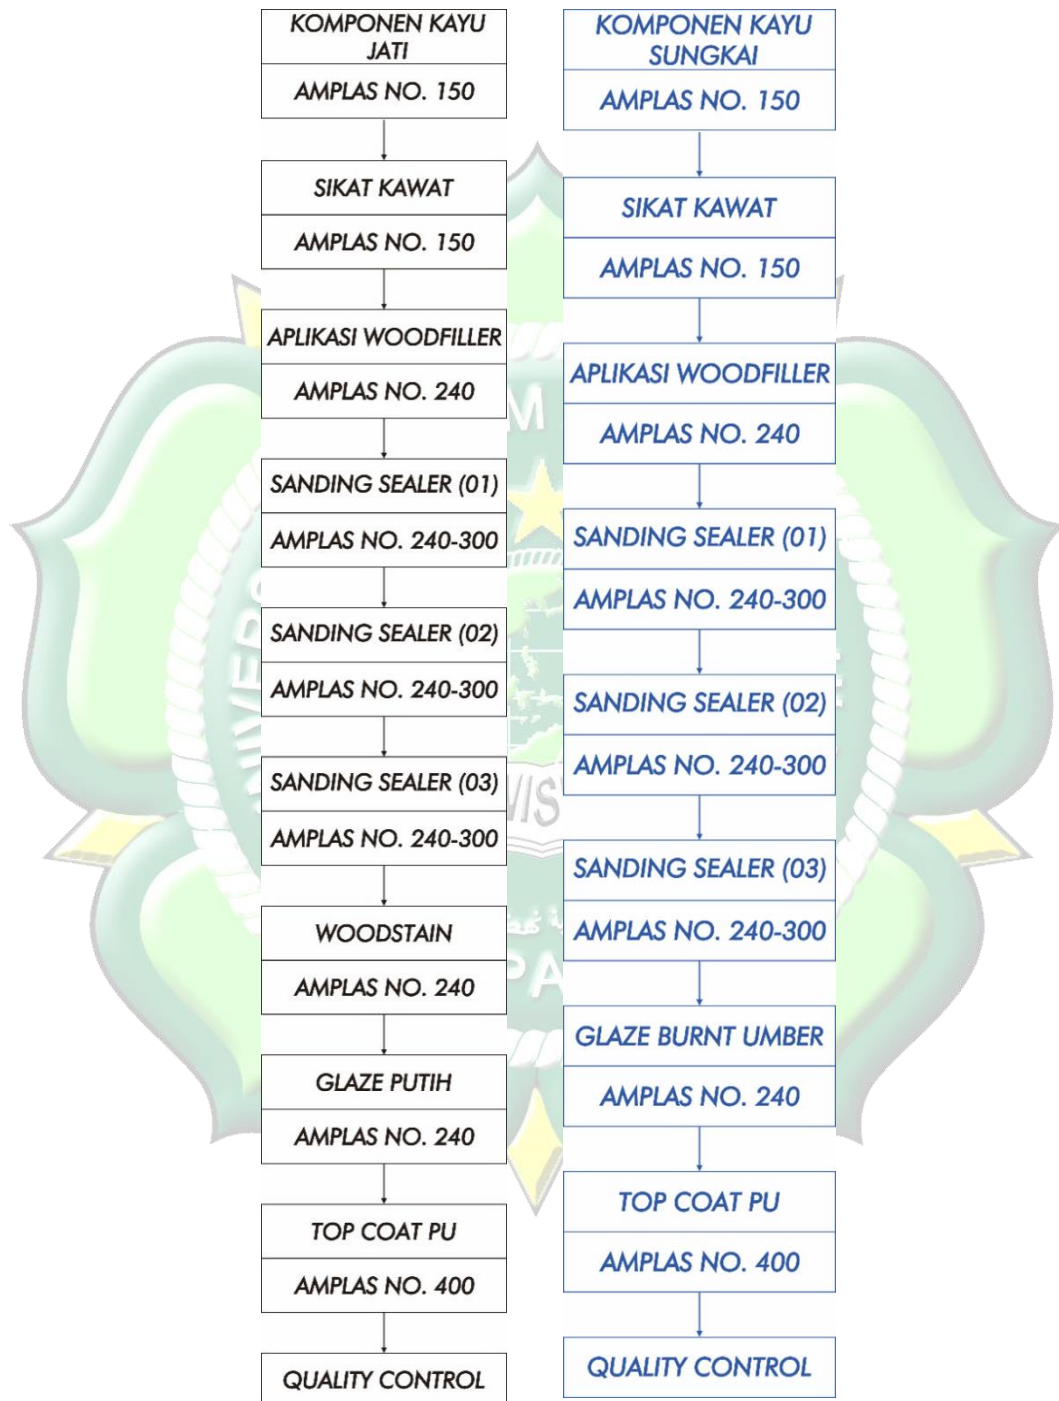 KOMPONEN KAYU
JATI
AMPLAS NO. 150
SIKAT KAWAT
AMPLAS NO. 150
APLIKASI WOODFILLER
AMPLAS NO. 240
SANDING SEALER (01)
AMPLAS NO. 240-300
SANDING SEALER (02)
AMPLAS NO. 240-300
SANDING SEALER (03)
AMPLAS NO. 240-300
WOODSTAIN
AMPLAS NO. 240
GLAZE PUTIH
AMPLAS NO. 240
TOP COAT PU
AMPLAS NO. 400
QUALITY CONTROL
KOMPONEN KAYU
SUNGKAI
AMPLAS NO. 150
SIKAT KAWAT
AMPLAS NO. 150
APLIKASI WOODFILLER
AMPLAS NO. 240
SANDING SEALER (01)
AMPLAS NO. 240-300
SANDING SEALER (02)
AMPLAS NO. 240-300
SANDING SEALER (03)
AMPLAS NO. 240-300
GLAZE BURNT UMBER
AMPLAS NO. 240
TOP COAT PU
AMPLAS NO. 400
QUALITY CONTROL